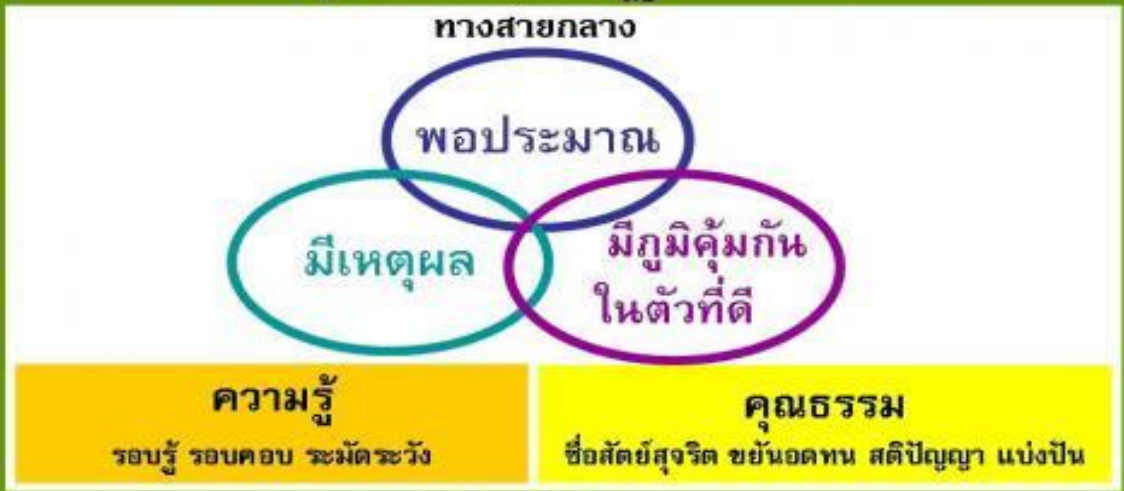 ทางสายกลาง
พอประมาณ
มีเหตุผล
มีภูมิคุ้มกัน
ในตัวที่ดี
ความรู้
รอบรู้ รอบคอบ ระมัดระวัง
คุณธรรม
ซื่อสัตย์สุจริต ขยันอดทน สติปัญญา แบ่งปัน